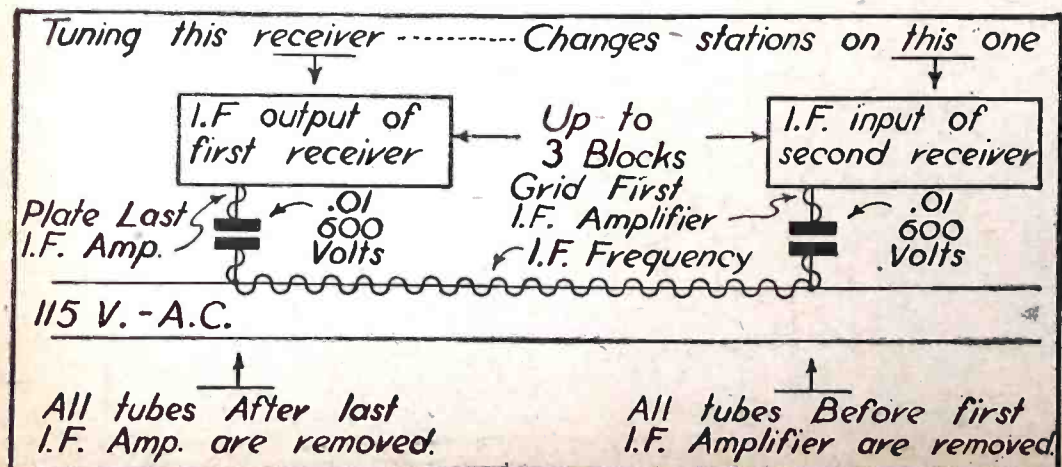 Tuning this receiver ------------ Changes stations on this one
I.F output of
first receiver
Up to
3 Blocks
I.F. input of
second receiver
Plate Last
I.F. Amp.
.01
600
Volts
Grid First
I.F. Amplifier
I.F. Frequency
.01
600
Volts
115 V. - A.C.
All tubes After last
I.F. Amp. are removed.
All tubes Before first
I.F. Amplifier are removed.